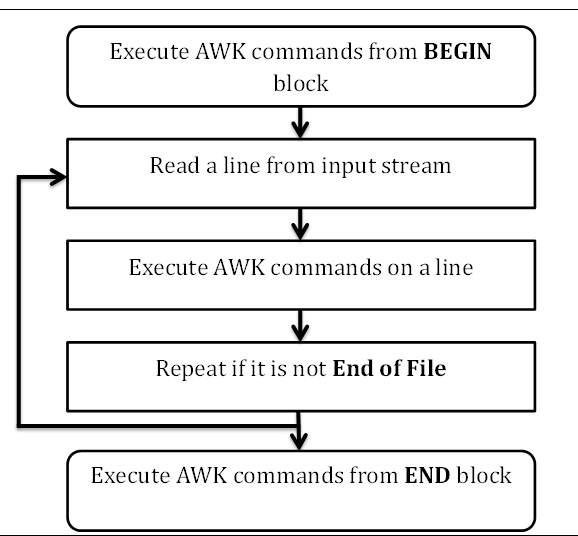 Execute AWK commands from BEGIN
block
Read a line from input stream
Execute AWK commands on a line
Repeat if it is not End of File
Execute AWK commands from END block